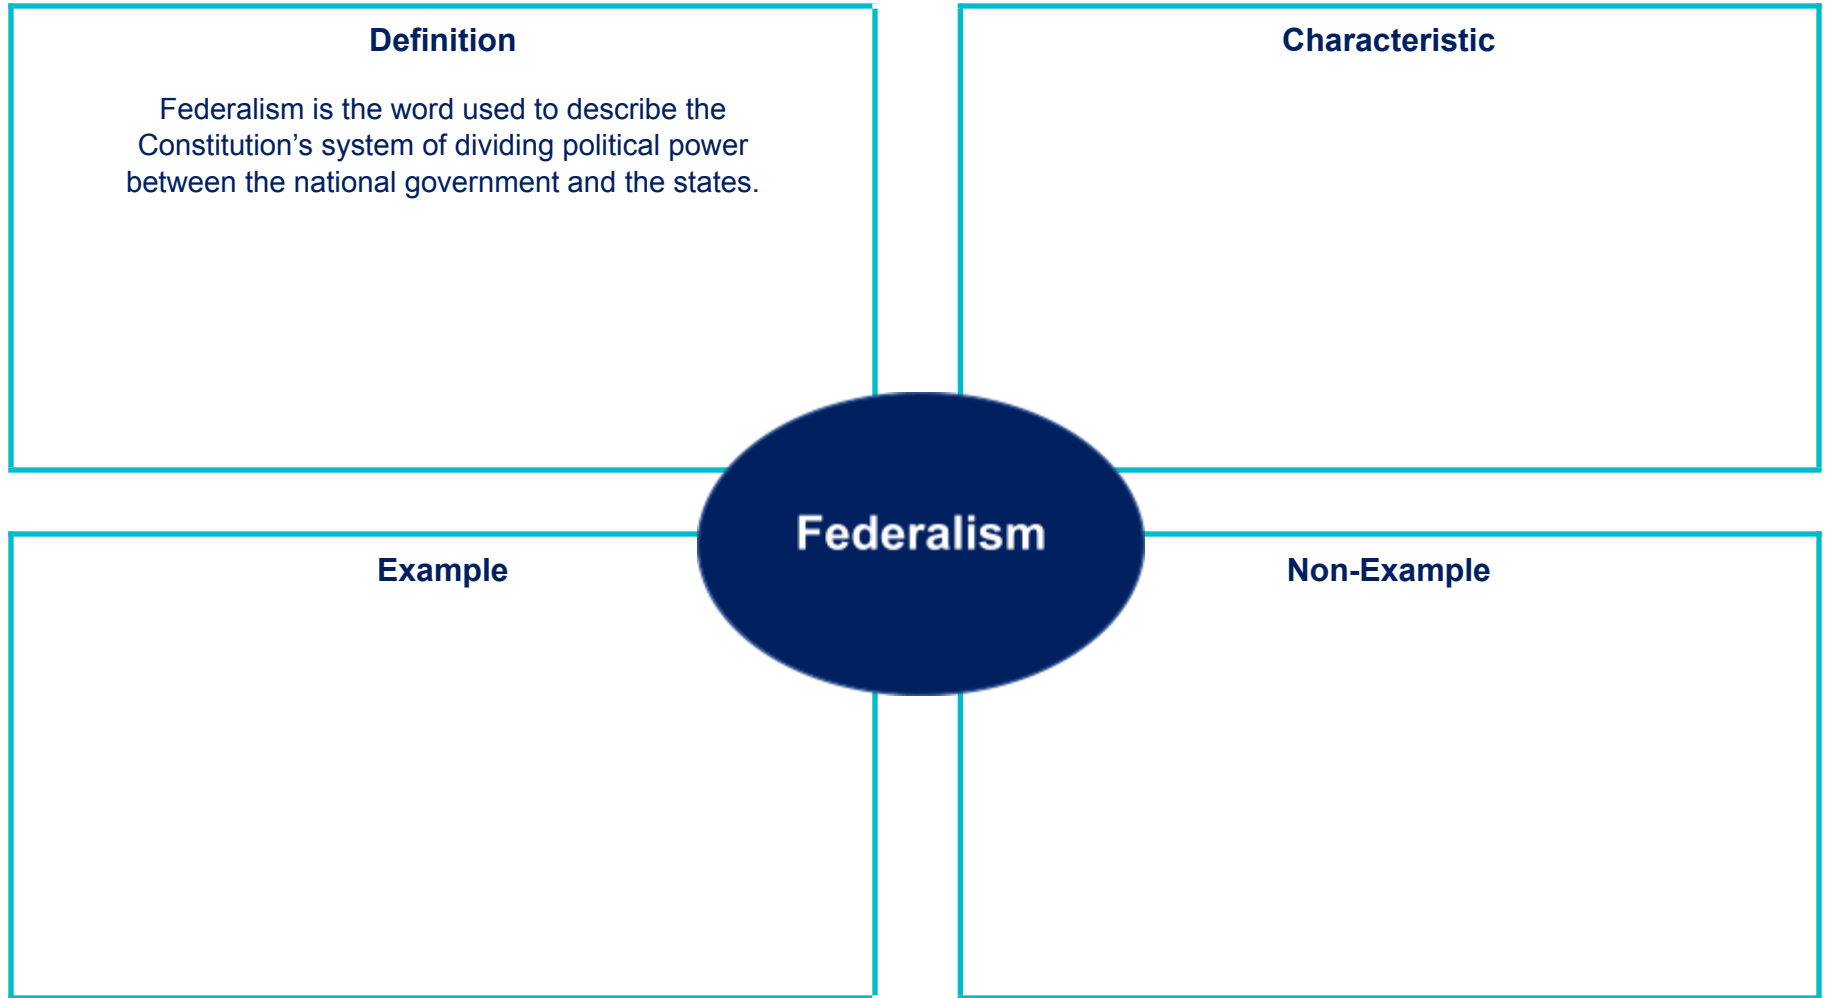 Definition
Federalism is the word used to describe the
Constitution’s system of dividing political power
between the national government and the states.
Characteristic
Federalism
Example
Non-Example